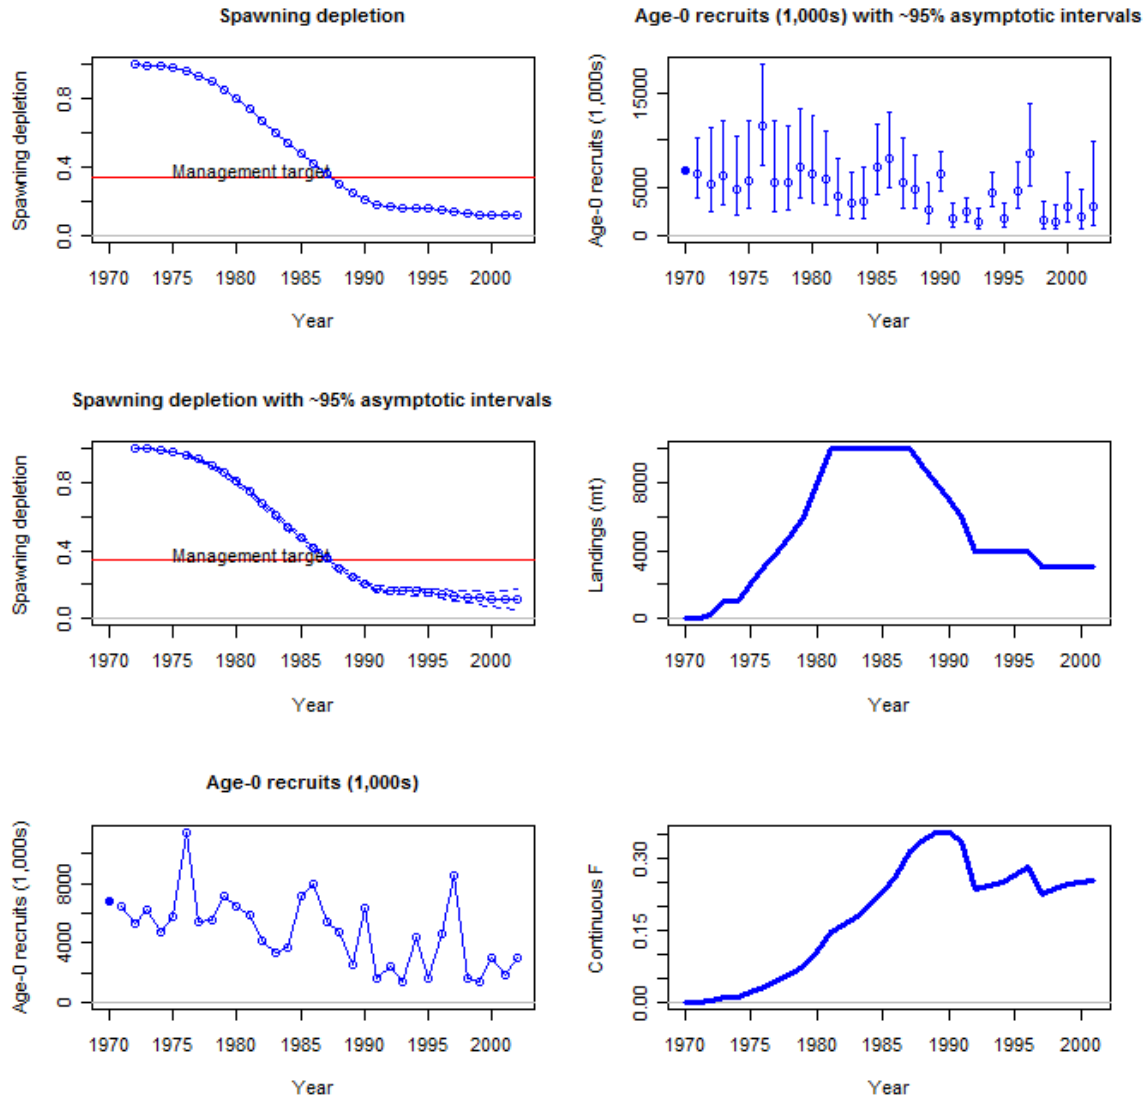 Spawning depletion
Spawning depletion
0.0 0.4 0.8
Management target
1970 1975 1980 1985 1990 1995 2000
Year
Age-0 recruits (1,000s) with ~95% asymptotic intervals
Age-0 recruits (1,000s)
0 5000 15000
1970 1975 1980 1985 1990 1995 2000
Year
Spawning depletion with ~95% asymptotic intervals
Spawning depletion
0.0 0.4 0.8
Management target
1970 1975 1980 1985 1990 1995 2000
Year
Landings (mt)
0 4000 8000
1970 1975 1980 1985 1990 1995 2000
Year
Age-0 recruits (1,000s)
Age-0 recruits (1,000s)
0 4000 8000
1970 1975 1980 1985 1990 1995 2000
Year
Continuous F
0.00 0.15 0.30
1970 1975 1980 1985 1990 1995 2000
Year